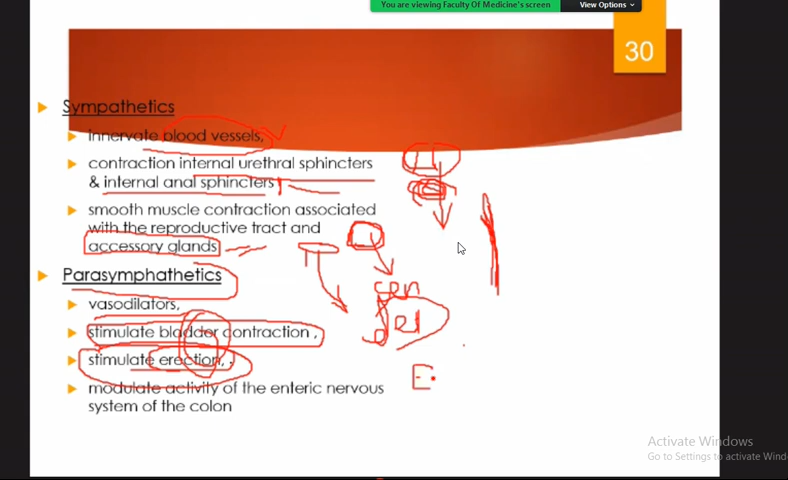 You are viewing Faculty Of Medicine's screen
View Options
30
Sympathetics
innervate blood vessels,
contraction internal urethral sphincters
& internal anal sphincters
smooth muscle contraction associated
with the reproductive tract and
accessory glands
Parasymphathetics
vasodilators,
stimulate bladder contraction,
stimulate erection,
modulate activity of the enteric nervous
system of the colon
E.
Activate Windows
Go to Settings to activate Wind